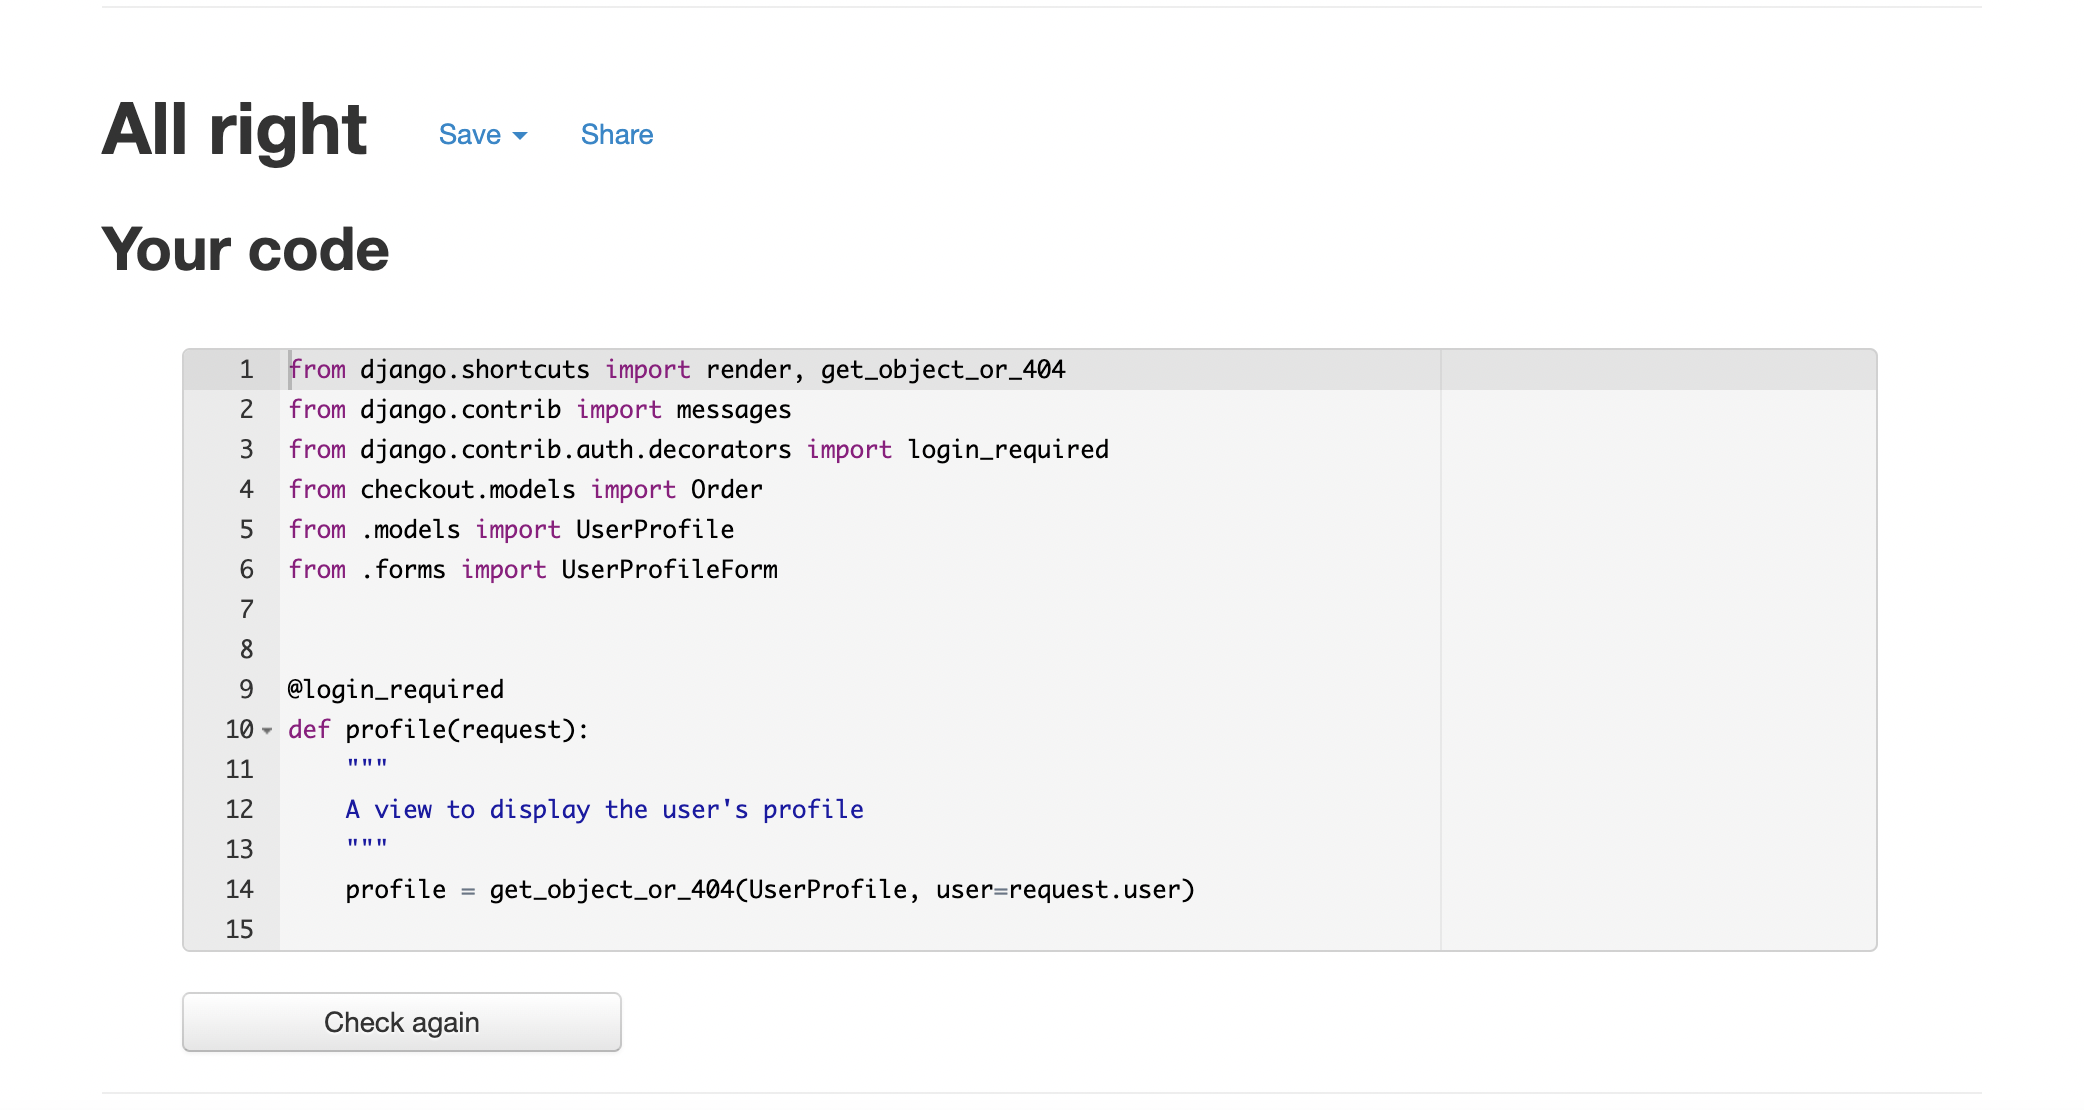 All right Save Share
Your code
1 from django.shortcuts import render, get_object_or_404
2 from django.contrib import messages
3 from django.contrib.auth.decorators import login_required
4 from checkout.models import Order
5 from .models import UserProfile
6 from .forms import UserProfileForm
7
8
9 @login_required
10 def profile(request):
11     """
12     A view to display the user's profile
13     """
14     profile = get_object_or_404(UserProfile, user=request.user)
15
Check again